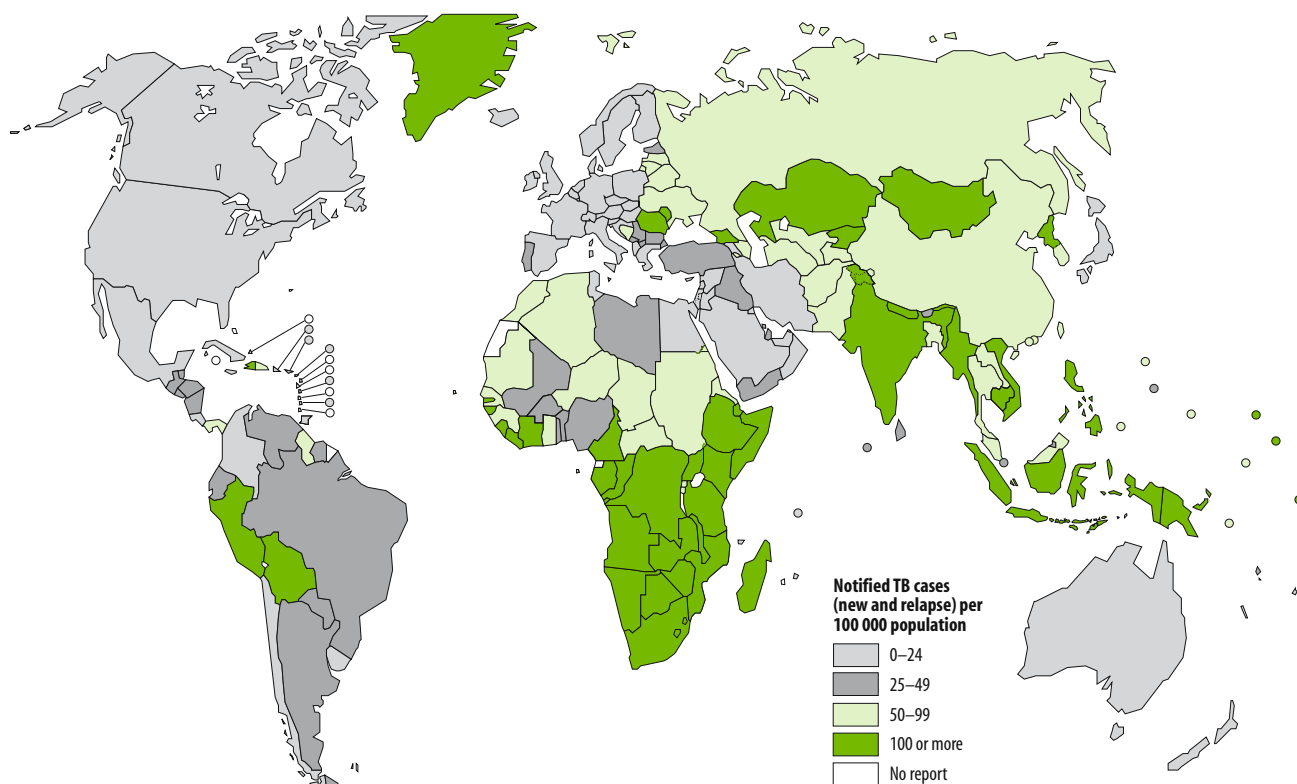 Notified TB cases
(new and relapse) per
100 000 population
0–24
25–49
50–99
100 or more
No report